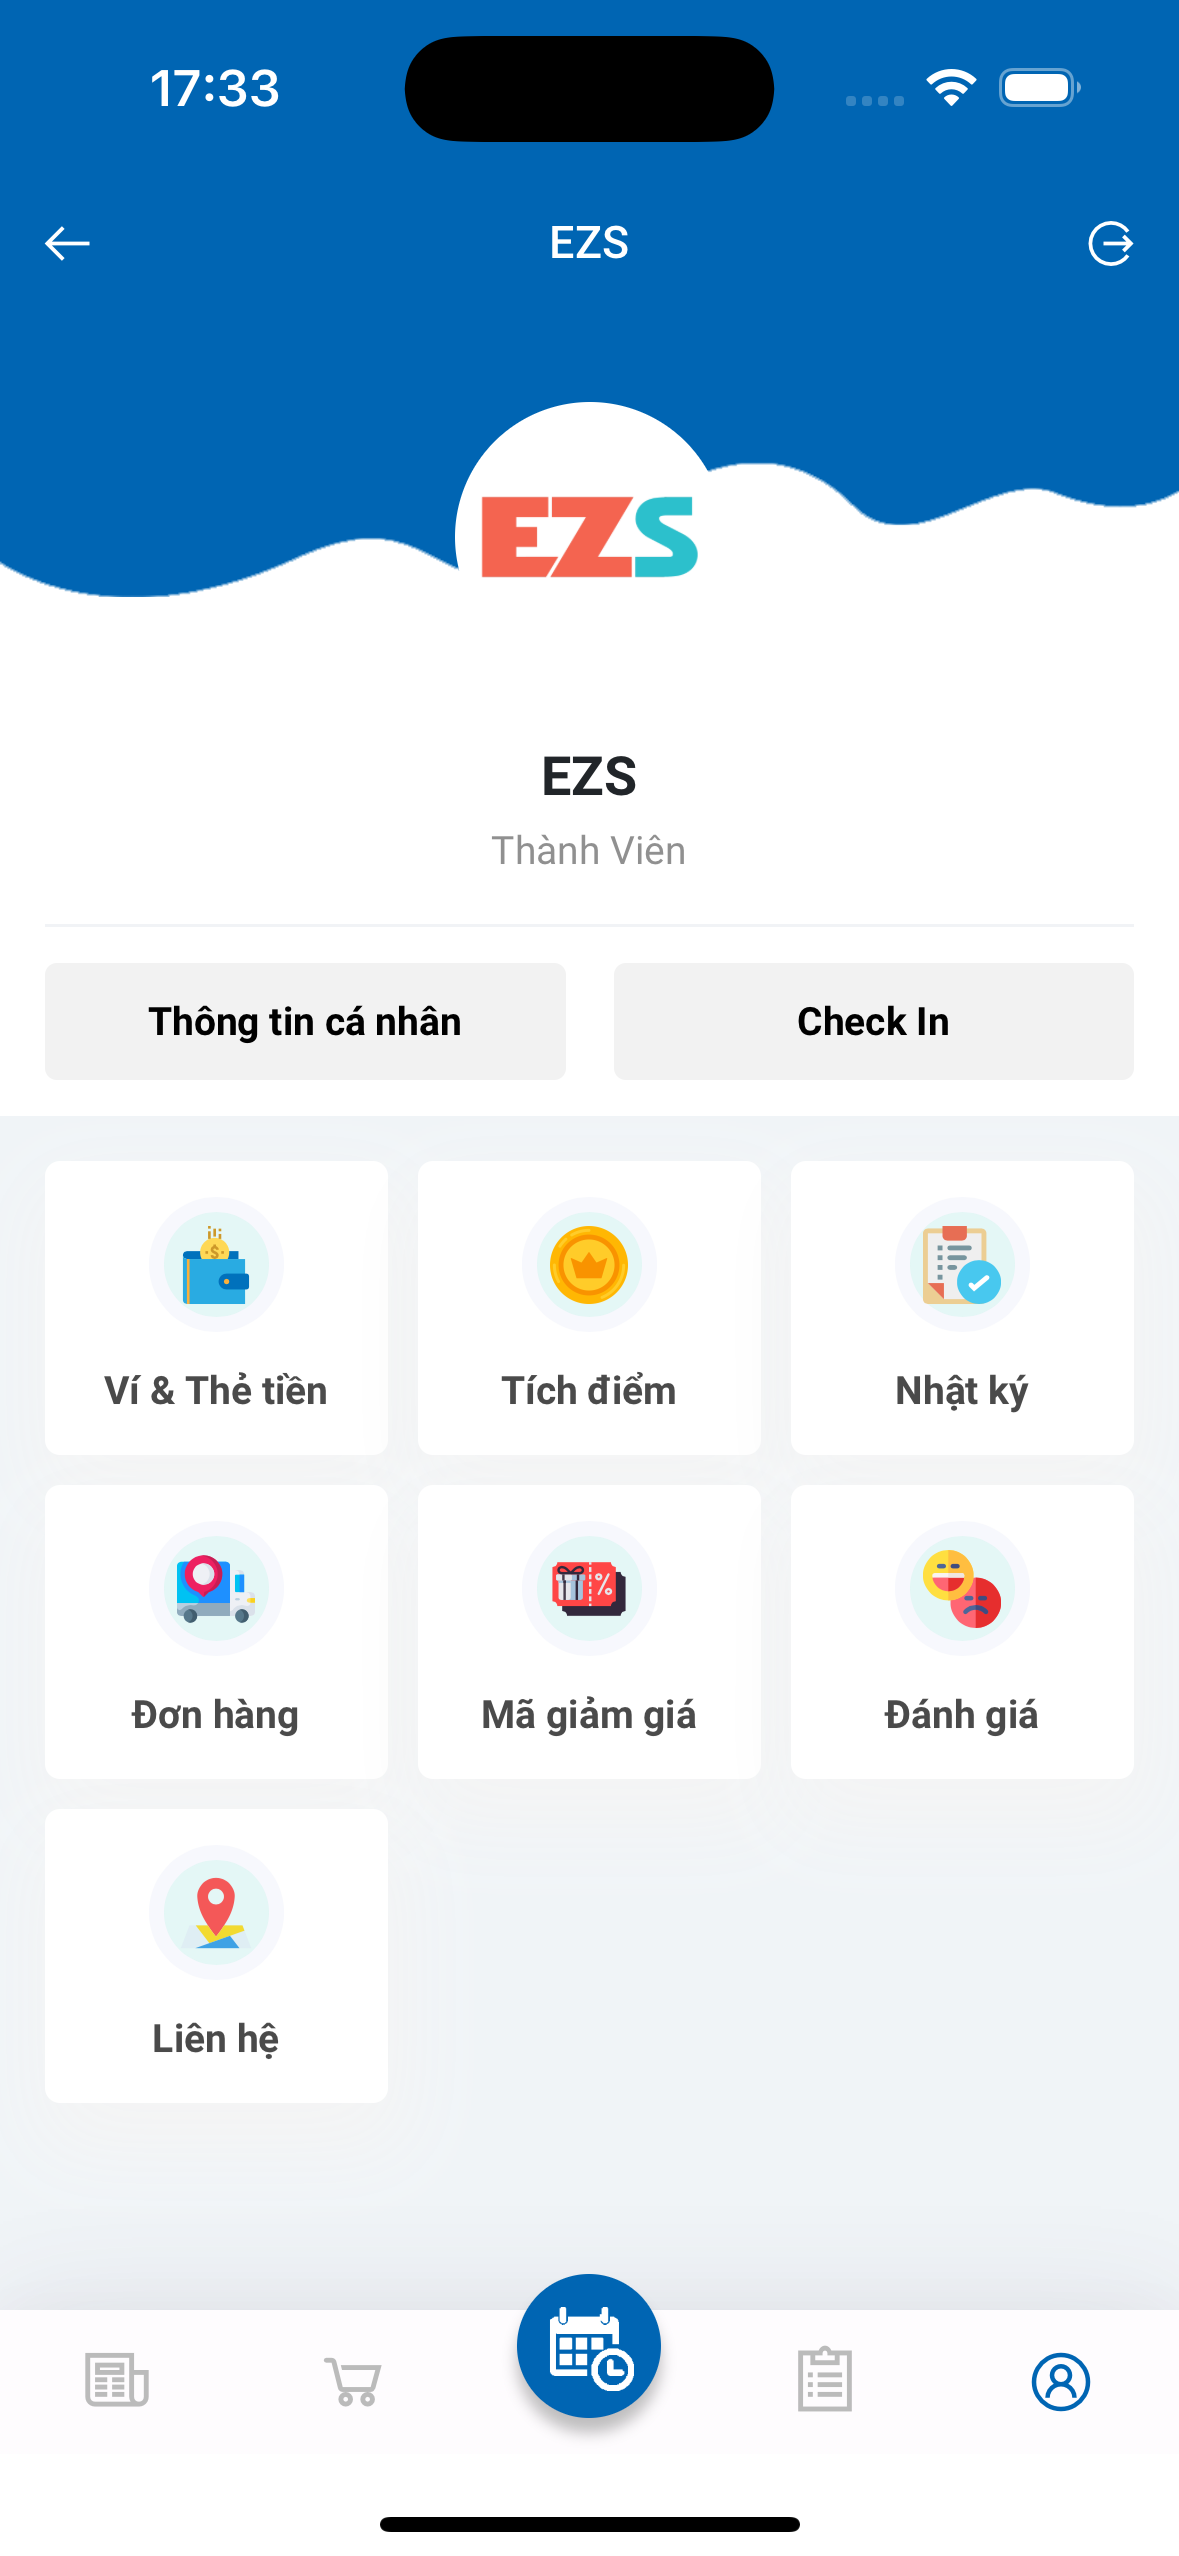 17:33
EZS
EZS
EZS
Thành Viên
Thông tin cá nhân
Check In
Ví & Thẻ tiền
Tích điểm
Nhật ký
Đơn hàng
Mã giảm giá
Đánh giá
Liên hệ